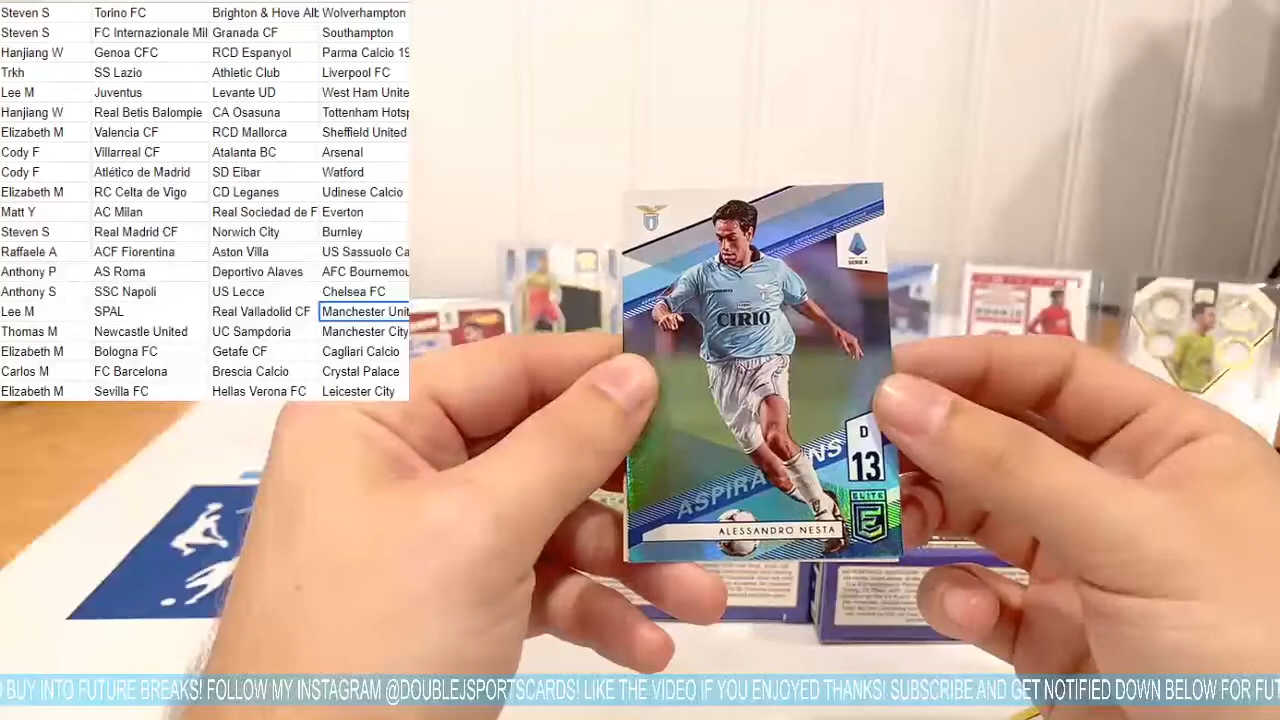 Steven S Torino FC Brighton & Hove Alb Wolverhampton
Steven S FC Internazionale Mil Granada CF Southampton
Hanjiang W Genoa CFC RCD Espanyol Parma Calcio 19
Trkh SS Lazio Athletic Club Liverpool FC
Lee M Juventus Levante UD West Ham Unite
Hanjiang W Real Betis Balompie CA Osasuna Tottenham Hotsp
Elizabeth M Valencia CF RCD Mallorca Sheffield United
Cody F Villarreal CF Atalanta BC Arsenal
Cody F Atlético de Madrid SD Eibar Watford
Elizabeth M RC Celta de Vigo CD Leganes Udinese Calcio
Matt Y AC Milan Real Sociedad de F Everton
Steven S Real Madrid CF Norwich City Burnley
Raffaele A ACF Fiorentina Aston Villa US Sassuolo Ca
Anthony P AS Roma Deportivo Alaves AFC Bournemou
Anthony S SSC Napoli US Lecce Chelsea FC
Lee M SPAL Real Valladolid CF Manchester Unit
Thomas M Newcastle United UC Sampdoria Manchester City
Elizabeth M Bologna FC Getafe CF Cagliari Calcio
Carlos M FC Barcelona Brescia Calcio Crystal Palace
Elizabeth M Sevilla FC Hellas Verona FC Leicester City
SERIE A
CIRIO
D
13
ASPIRA NS
ELITE
E
ALESSANDRO NESTA
O BUY INTO FUTURE BREAKS! FOLLOW MY INSTAGRAM @DOUBLEJSPORTSCARDS! LIKE THE VIDEO IF YOU ENJOYED THANKS! SUBSCRIBE AND GET NOTIFIED DOWN BELOW FOR FUT